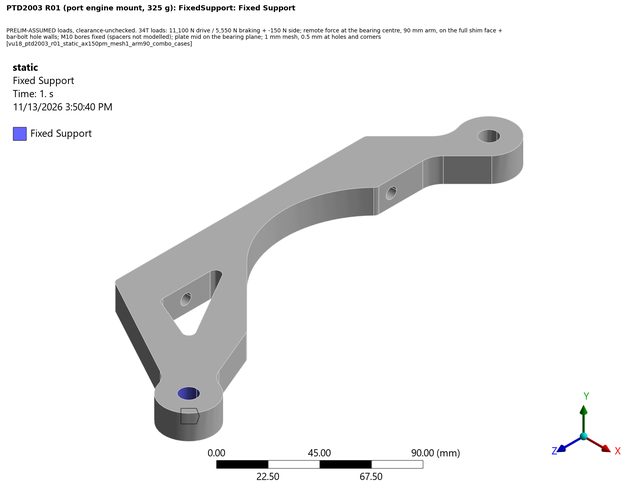 PTD2003 R01 (port engine mount, 325 g): FixedSupport: Fixed Support
PRELIM-ASSUMED loads, clearance-unchecked. 34T loads: 11,100 N drive / 5,550 N braking + -150 N side; remote force at the bearing centre, 90 mm arm, on the full shim face +
bar-bolt hole walls; M10 bores fixed (spacers not modelled); plate mid on the bearing plane; 1 mm mesh, 0.5 mm at holes and corners
[vu18_ptd2003_r01_static_ax150pm_mesh1_arm90_combo_cases]
static
Fixed Support
Time: 1. s
11/13/2026 3:50:40 PM
Fixed Support
0.00 45.00 90.00 (mm)
22.50 67.50
Y
Z X